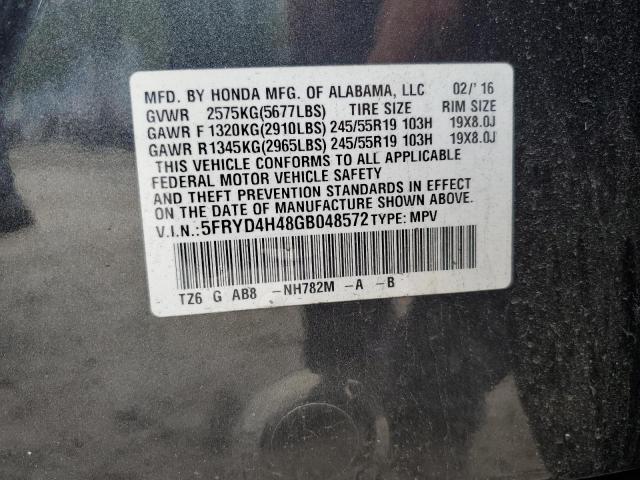 MFD. BY HONDA MFG. OF ALABAMA, LLC 02/'16
GVWR 2575KG(5677LBS) TIRE SIZE RIM SIZE
GAWR F 1320KG(2910LBS) 245/55R19 103H 19X8.0J
GAWR R1345KG(2965LBS) 245/55R19 103H 19X8.0J
THIS VEHICLE CONFORMS TO ALL APPLICABLE
FEDERAL MOTOR VEHICLE SAFETY
AND THEFT PREVENTION STANDARDS IN EFFECT
ON THE DATE OF MANUFACTURE SHOWN ABOVE.
V.I.N.:5FRYD4H48GB048572 TYPE: MPV
TZ6 G AB8 -NH782M -A -B